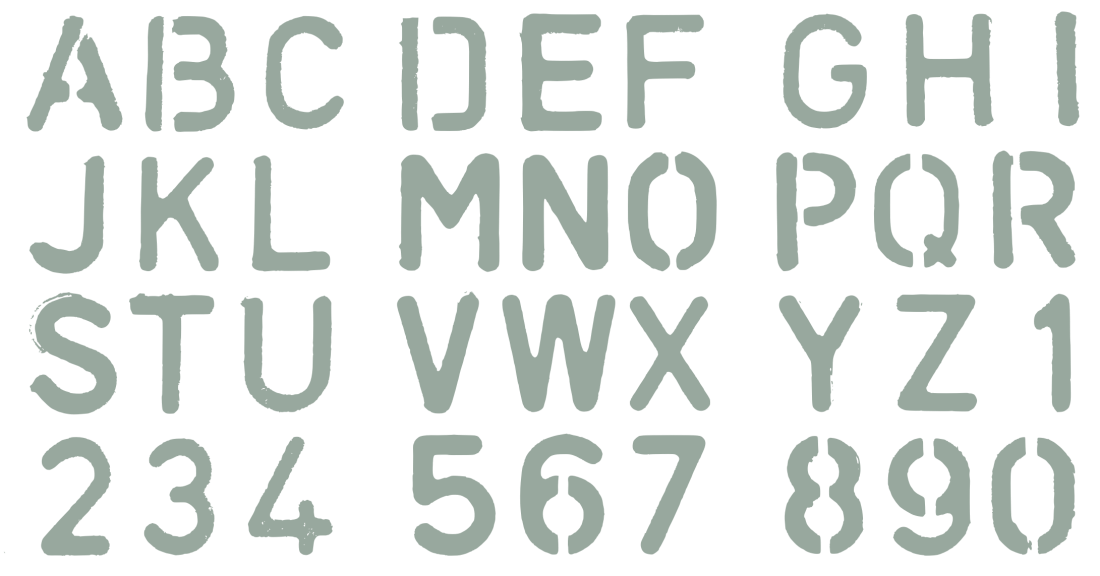 ABC DEF GHI
JKL MNO PQR
STU VWX YZ1
234 567 890